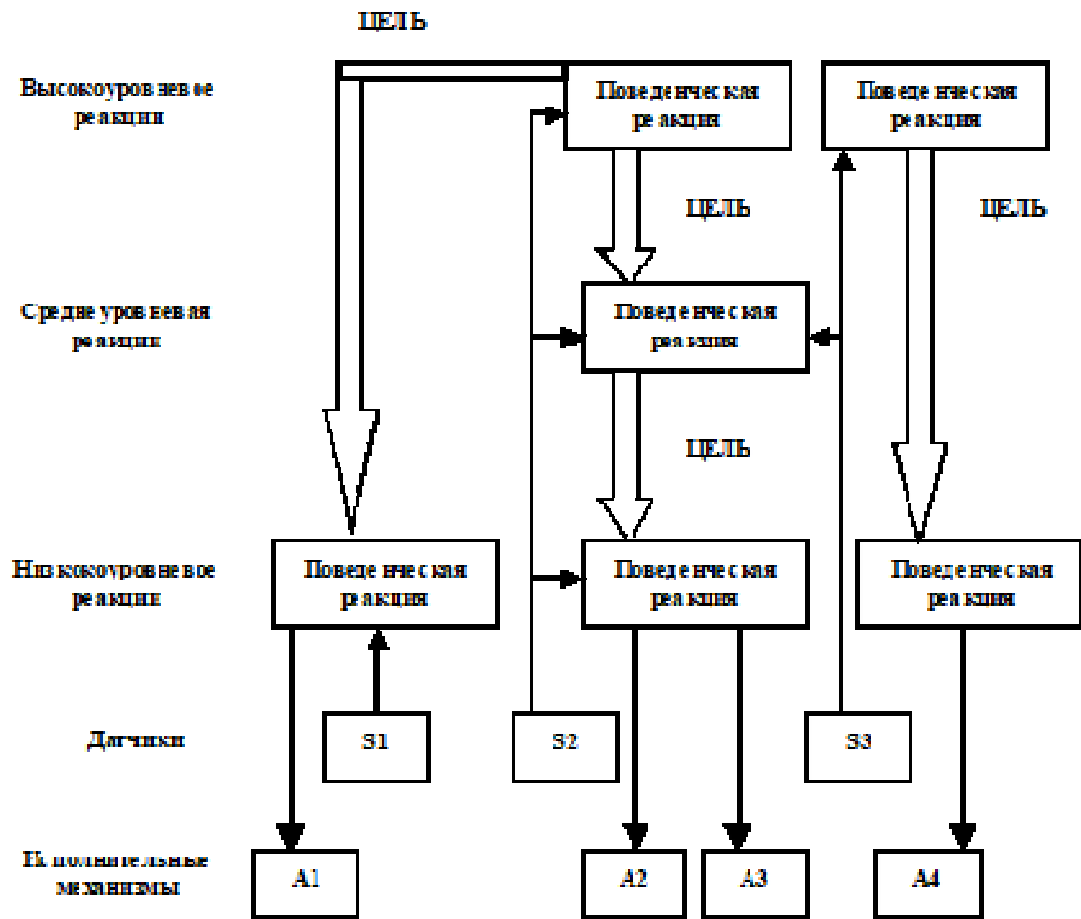 ЦЕЛЬ
Высокоуровневое
реакции
Поведенческая
реакция
Поведенческая
реакция
ЦЕЛЬ
ЦЕЛЬ
Среднеуровневая
реакции
Поведенческая
реакция
ЦЕЛЬ
Низкокоуровневое
реакции
Поведенческая
реакция
Поведенческая
реакция
Поведенческая
реакция
Датчики
S1
S2
S3
Исполнительные
механизмы
A1
A2
A3
A4